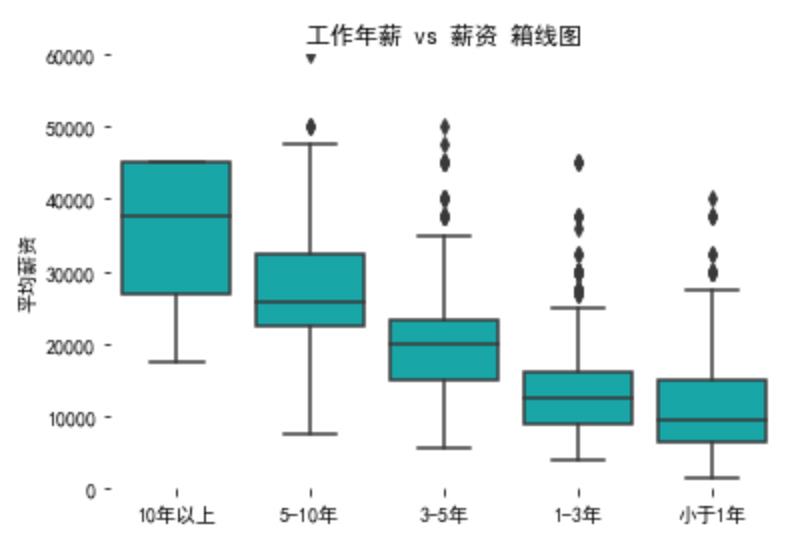 工作年薪 vs 薪资 箱线图
60000
50000
40000
30000
20000
10000
0
平均薪资
10年以上
5-10年
3-5年
1-3年
小于1年